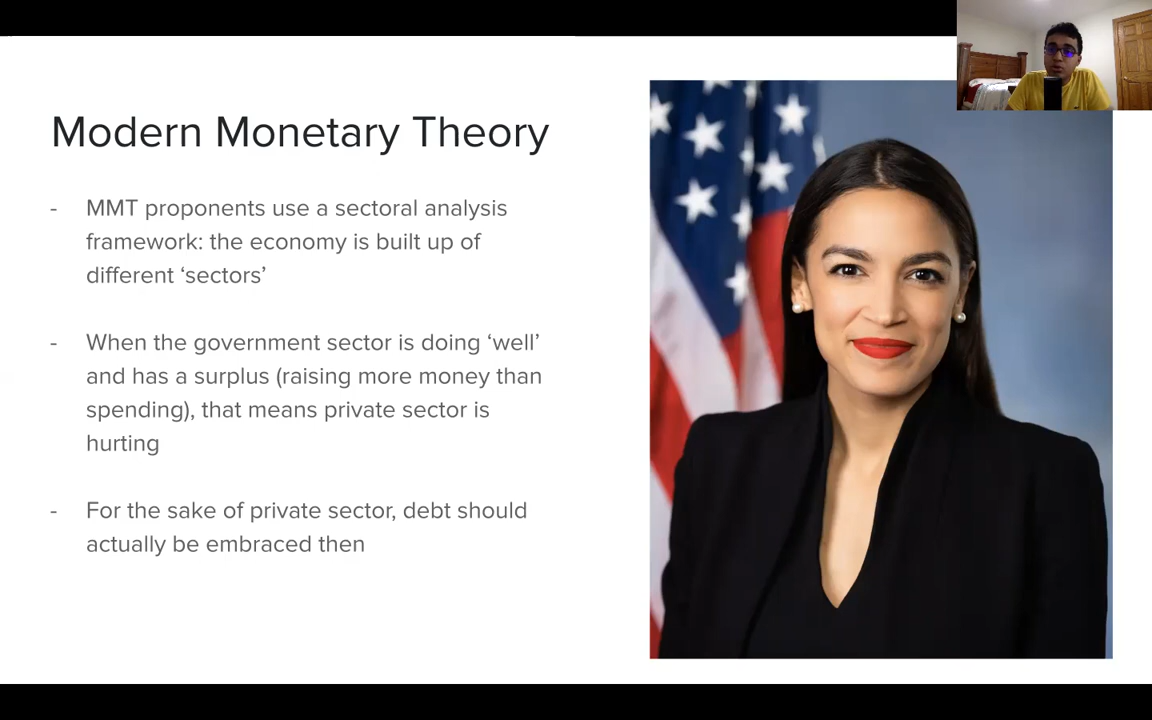 Modern Monetary Theory
- MMT proponents use a sectoral analysis
framework: the economy is built up of
different ‘sectors’
- When the government sector is doing ‘well’
and has a surplus (raising more money than
spending), that means private sector is
hurting
- For the sake of private sector, debt should
actually be embraced then